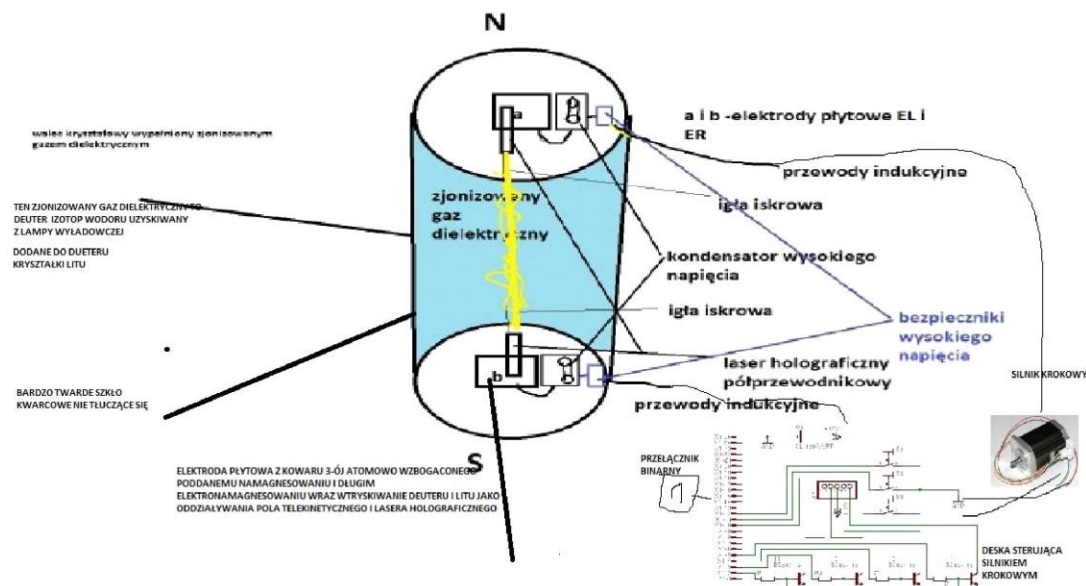 N
walec kryształowy wypełniony zjonizowanym
gazem dielektrycznym
a
a i b -elektrody płytowe EL i
ER
przewody indukcyjne
TEN ZJONIZOWANY GAZ DIELEKTRYCZNY TO
DEUTER IZOTOP WODORU UZYSKIWANY
Z LAMPY WYŁADOWCZEJ
DODANE DO DUETERU
KRYSZTAŁKI LITU
zjonizowany
gaz
dielektryczny
igła iskrowa
kondensator wysokiego
napięcia
igła iskrowa
bezpieczniki
wysokiego
napięcia
laser holograficzny
półprzewodnikowy
b
BARDZO TWARDE SZKŁO
KWARCOWE NIE TŁUCZĄCE SIĘ
SILNIK KROKOWY
przewody indukcyjne
S
ELEKTRODA PŁYTOWA Z KOWARU 3-ÓJ ATOMOWO WZBOGACONEGO
PODDANEMU NAMAGNESOWANIU I DŁUGIM
ELEKTRONAMAGNESOWANIU WRAZ WTRYSKIWANIE DEUTERU I LITU JAKO
ODDZIAŁYWANIA POLA TELEKINETYCZNEGO I LASERA HOLOGRAFICZNEGO
PRZEŁĄCZNIK
BINARNY
1
DESKA STERUJĄCA
SILNIKIEM
KROKOWYM